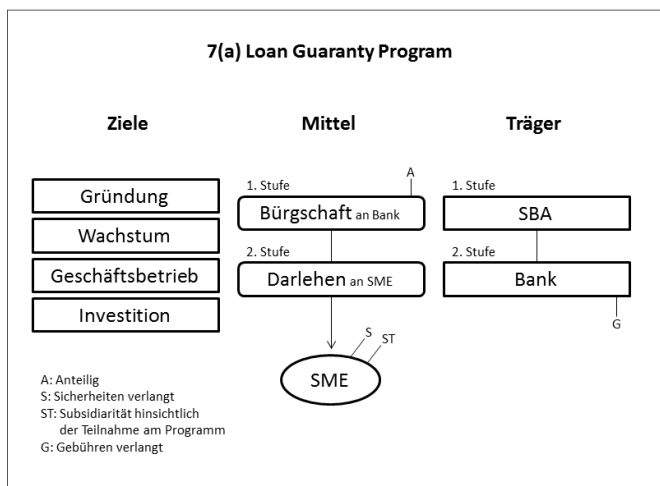 7(a) Loan Guaranty Program
Ziele
Mittel
Träger
Gründung
Wachstum
Geschäftsbetrieb
Investition
A
1. Stufe
Bürgschaft an Bank
2. Stufe
Darlehen an SME
S
ST
SME
1. Stufe
SBA
2. Stufe
Bank
G
A: Anteilig
S: Sicherheiten verlangt
ST: Subsidiarität hinsichtlich
der Teilnahme am Programm
G: Gebühren verlangt